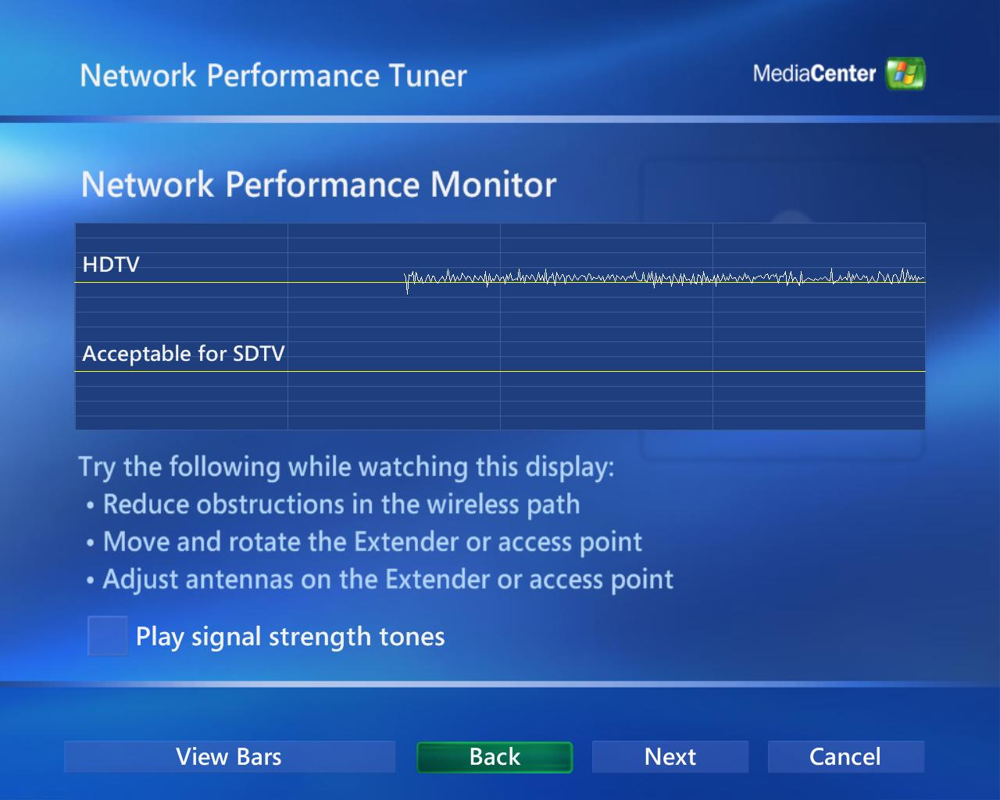 Network Performance Tuner
MediaCenter
Network Performance Monitor
HDTV
Acceptable for SDTV
Try the following while watching this display:
• Reduce obstructions in the wireless path
• Move and rotate the Extender or access point
• Adjust antennas on the Extender or access point
Play signal strength tones
View Bars
Back
Next
Cancel